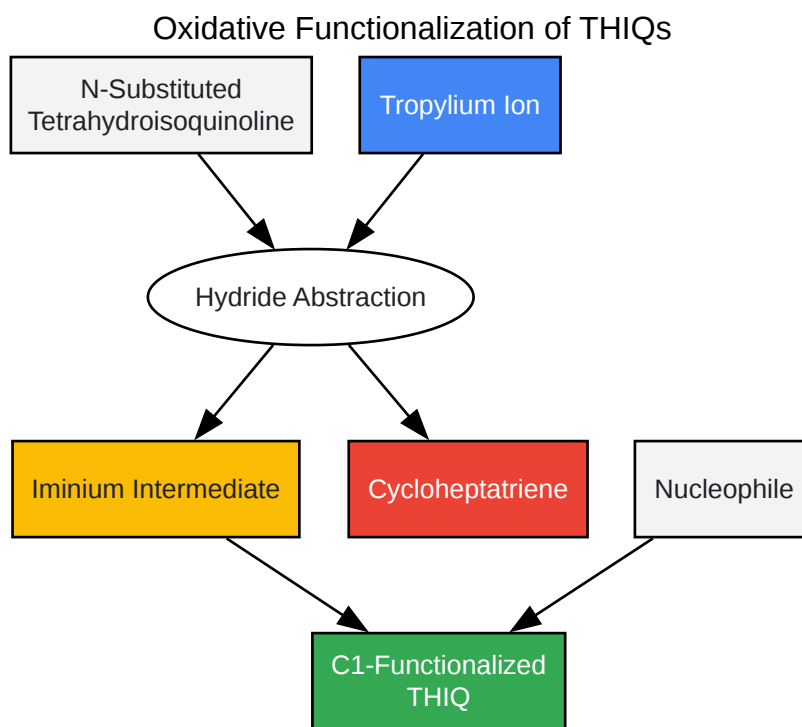 Oxidative Functionalization of THIQs
N-Substituted
Tetrahydroisoquinoline
Tropylium Ion
Hydride Abstraction
Iminium Intermediate
Cycloheptatriene
Nucleophile
C1-Functionalized
THIQ